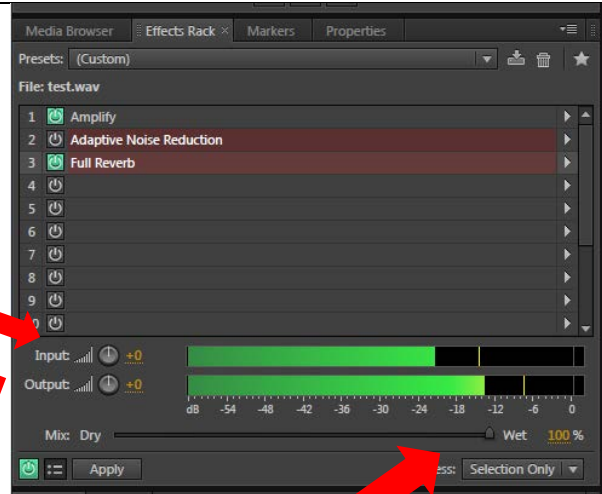 Media Browser Effects Rack × Markers Properties
Presets: (Custom)
File: test.wav
1 Amplify
2 Adaptive Noise Reduction
3 Full Reverb
4
5
6
7
8
9
0
Input: +0
Output: +0
dB -54 -48 -42 -36 -30 -24 -18 -12 -6 0
Mix: Dry Wet 100 %
Apply ess: Selection Only